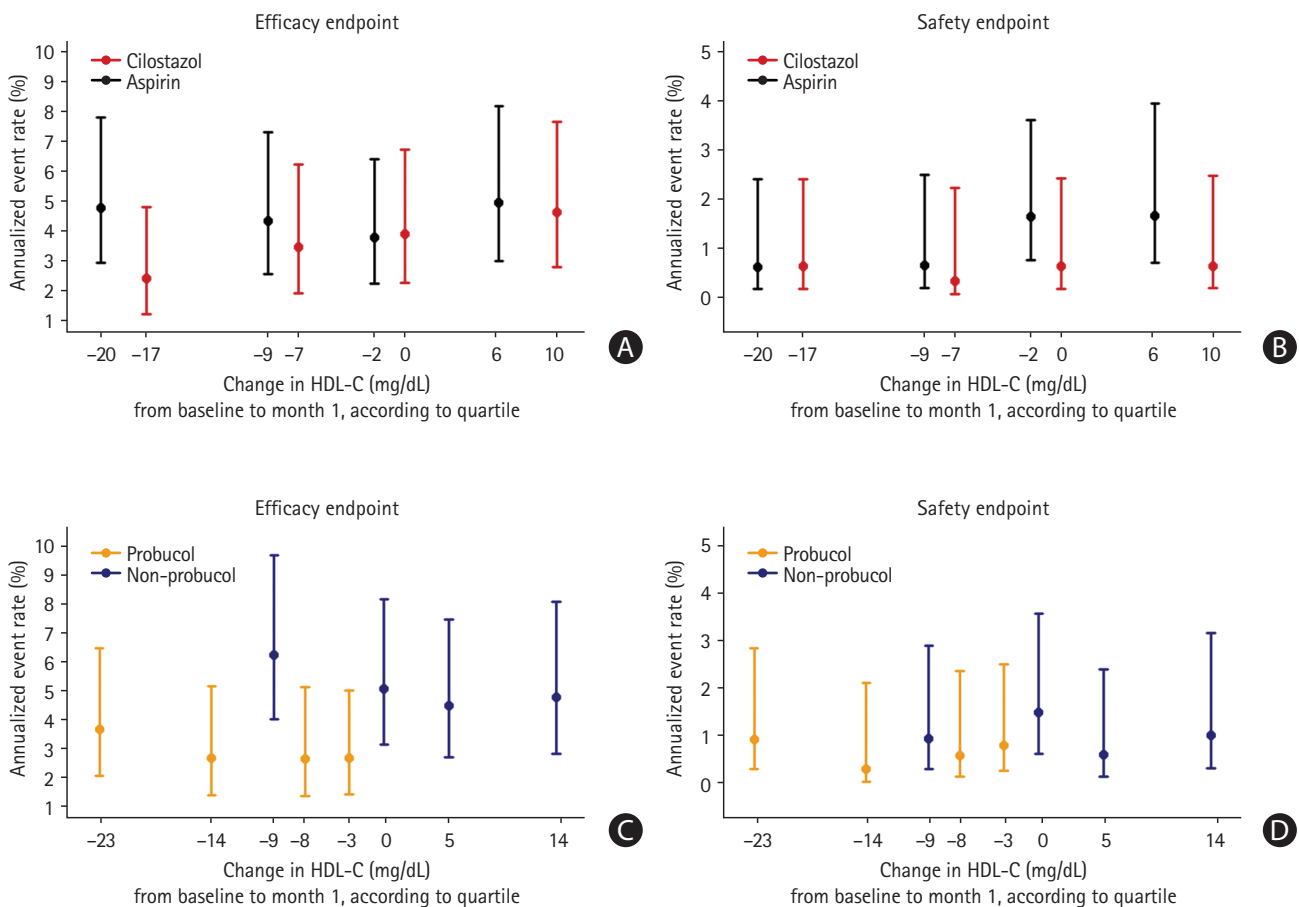 Efficacy endpoint
Annualized event rate (%)
10
9
8
7
6
5
4
3
2
1
Cilostazol
Aspirin
−20 −17 −9 −7 −2 0 6 10
Change in HDL-C (mg/dL)
from baseline to month 1, according to quartile
A
Safety endpoint
Annualized event rate (%)
5
4
3
2
1
0
Cilostazol
Aspirin
−20 −17 −9 −7 −2 0 6 10
Change in HDL-C (mg/dL)
from baseline to month 1, according to quartile
B
Efficacy endpoint
Annualized event rate (%)
10
9
8
7
6
5
4
3
2
1
Probucol
Non-probucol
−23 −14 −9 −8 −3 0 5 14
Change in HDL-C (mg/dL)
from baseline to month 1, according to quartile
C
Safety endpoint
Annualized event rate (%)
5
4
3
2
1
0
Probucol
Non-probucol
−23 −14 −9 −8 −3 0 5 14
Change in HDL-C (mg/dL)
from baseline to month 1, according to quartile
D